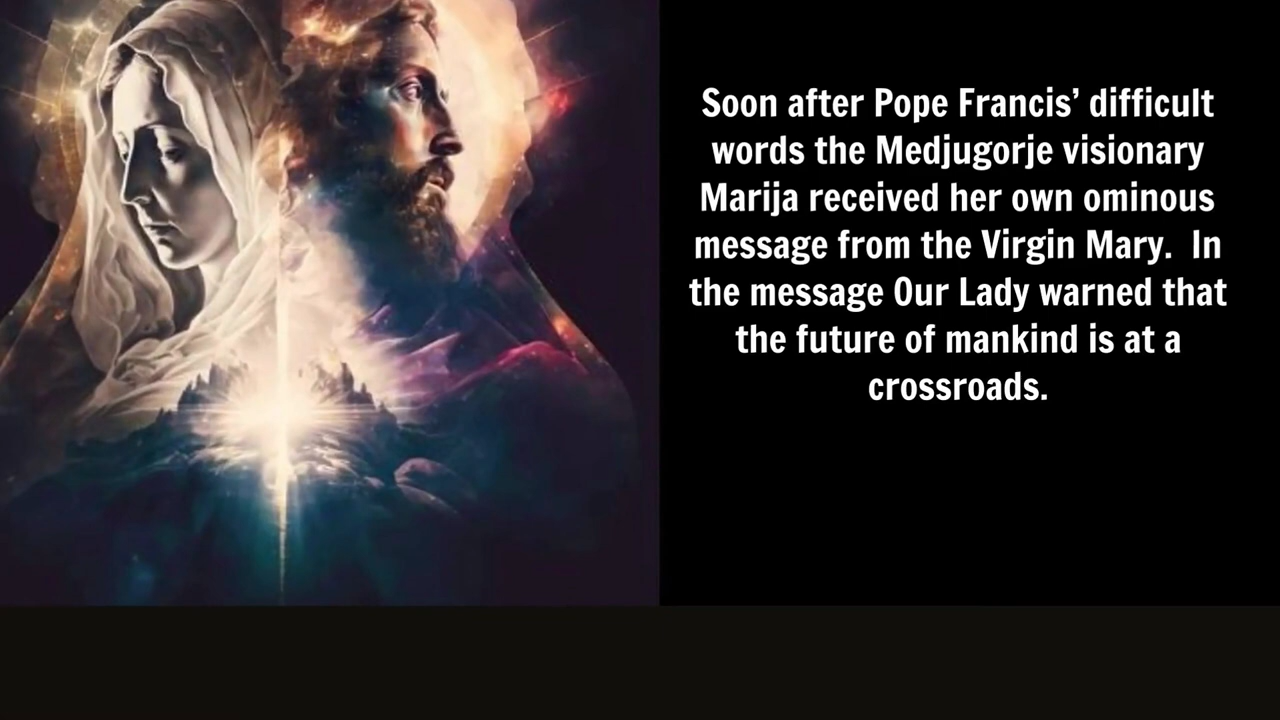 Soon after Pope Francis’ difficult
words the Medjugorje visionary
Marija received her own ominous
message from the Virgin Mary.  In
the message Our Lady warned that
the future of mankind is at a
crossroads.